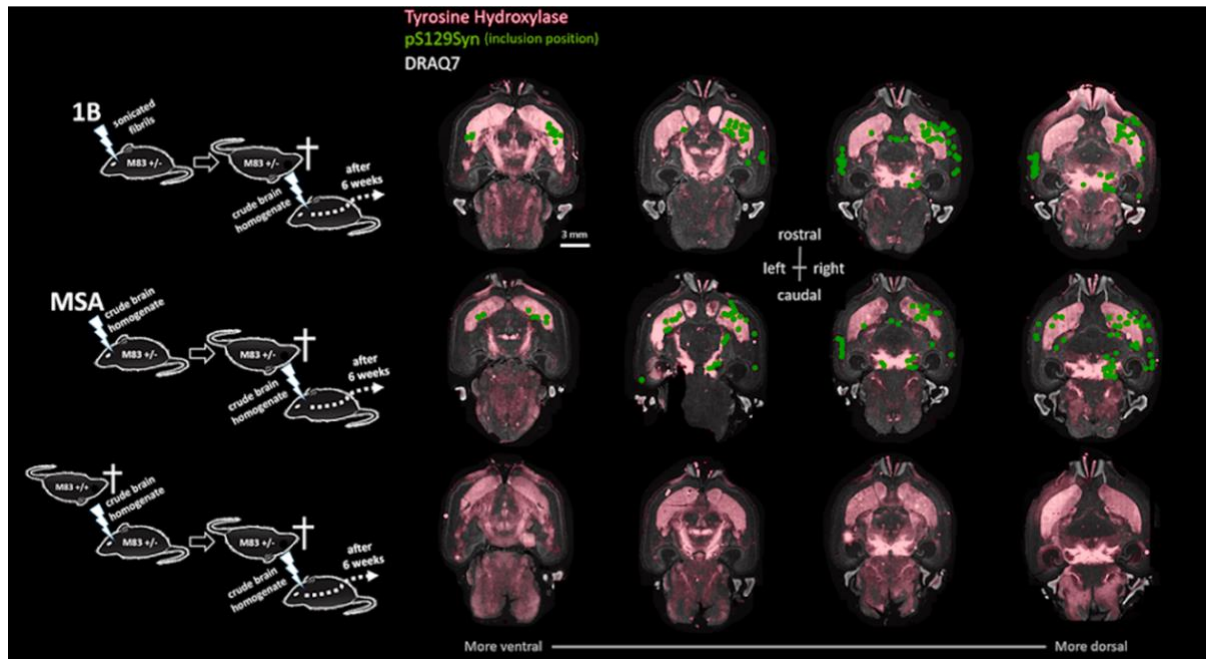 Tyrosine Hydroxylase
pS129Syn (inclusion position)
DRAQ7
1B
sonicated
fibrils
M83 +/-
M83 +/-
crude brain
homogenate
after
6 weeks
3 mm
rostral
left right
caudal
MSA
crude brain
homogenate
M83 +/-
M83 +/-
crude brain
homogenate
after
6 weeks
M83 +/+
crude brain
homogenate
M83 +/-
M83 +/-
crude brain
homogenate
after
6 weeks
More ventral
More dorsal